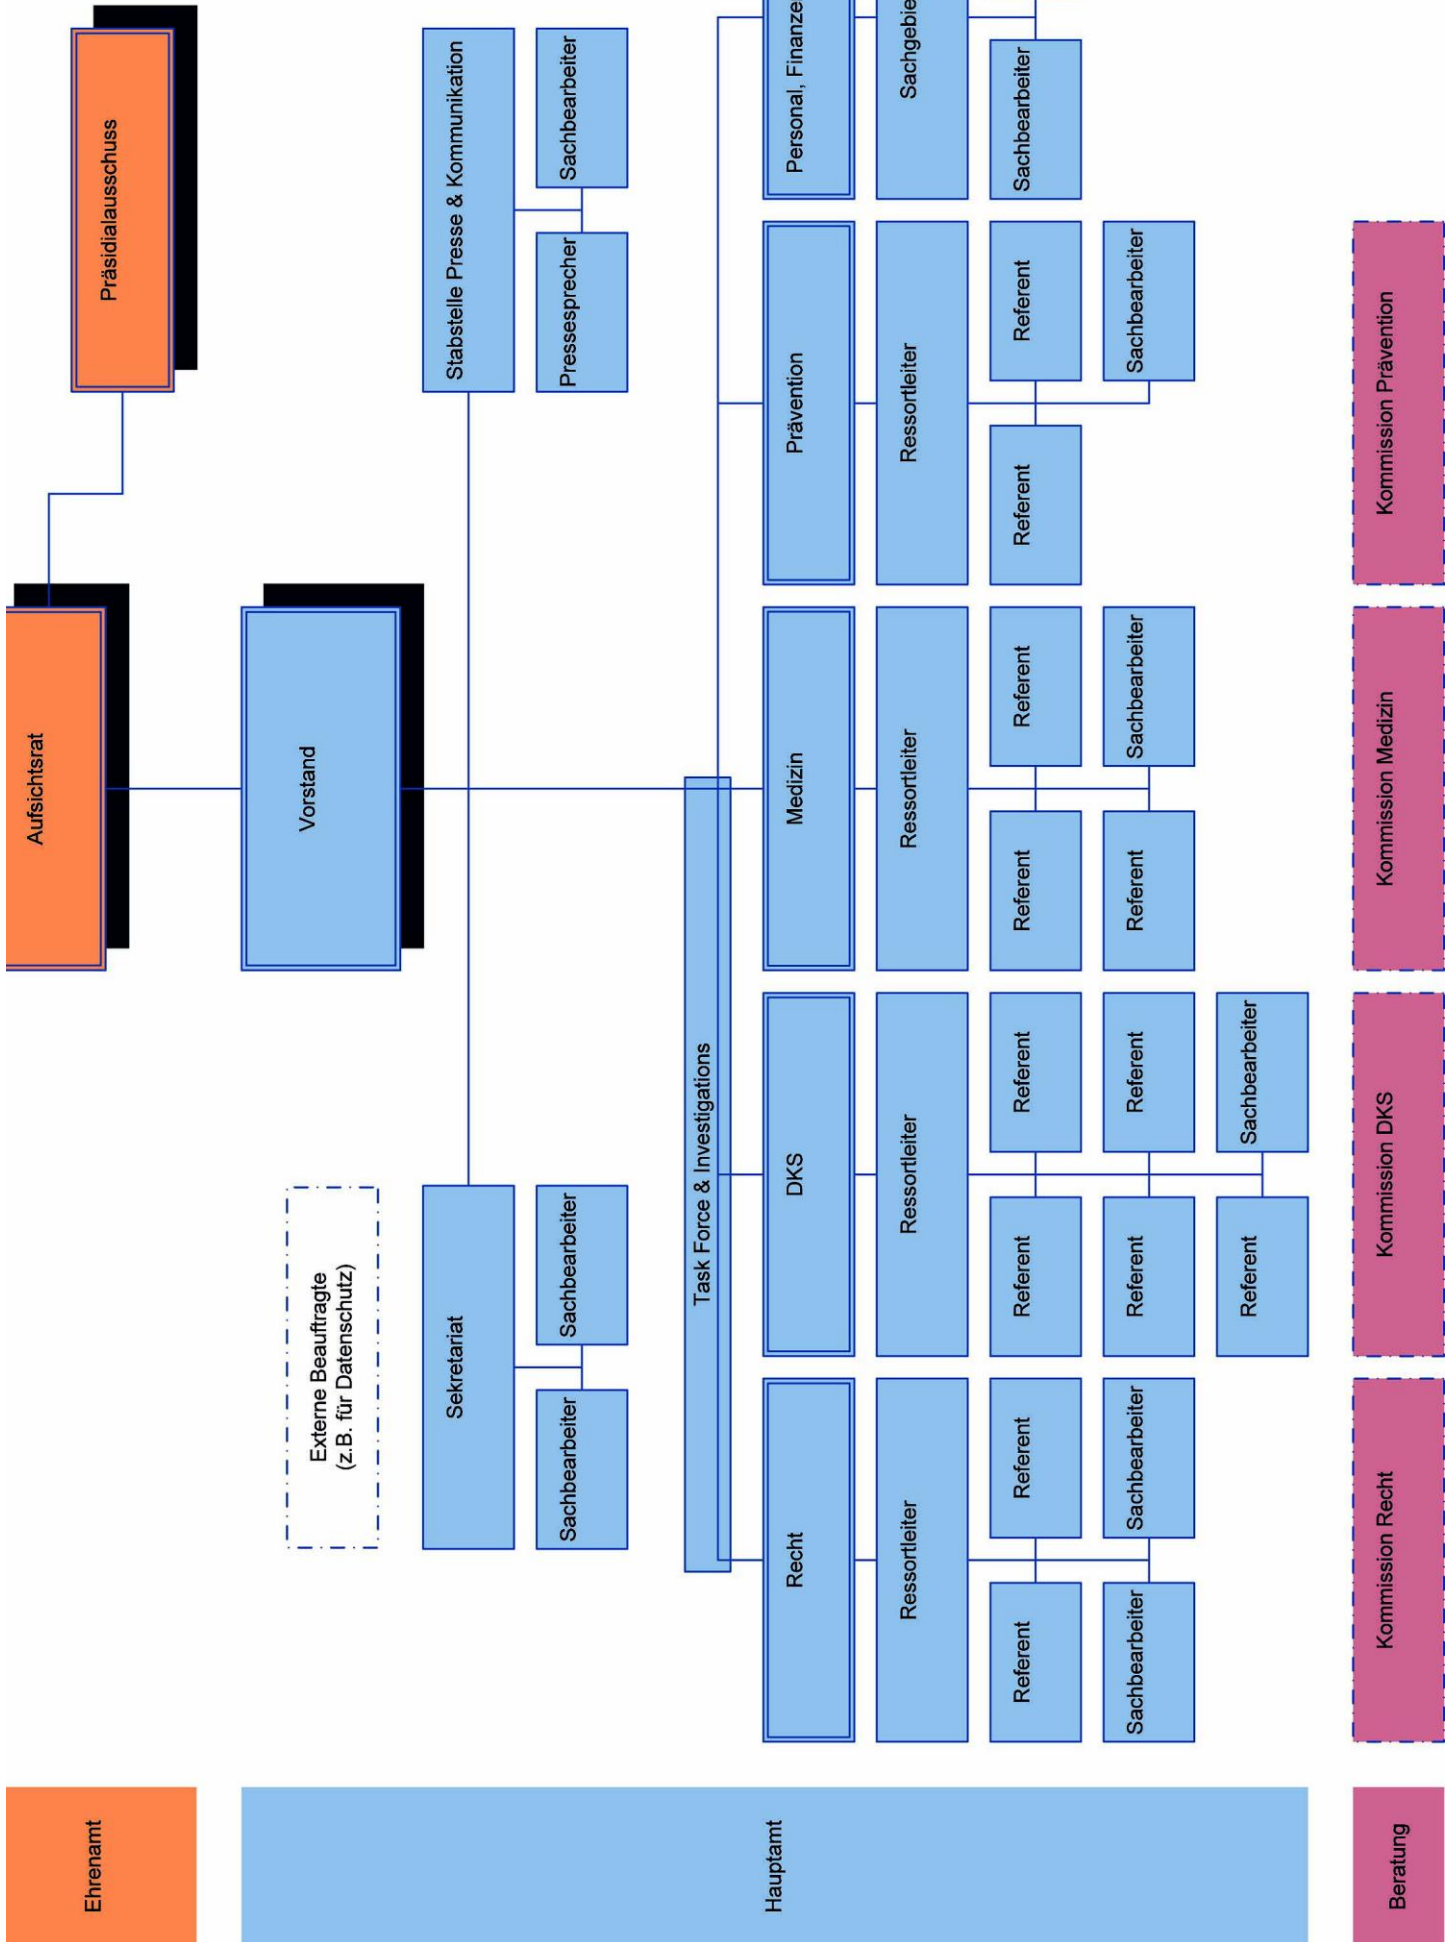 Ehrenamt
Aufsichtsrat
Präsidialausschuss
Hauptamt
Vorstand
Externe Beauftragte
(z.B. für Datenschutz)
Sekretariat
Stabstelle Presse & Kommunikation
Sachbearbeiter
Sachbearbeiter
Pressesprecher
Sachbearbeiter
Task Force & Investigations
Recht
DKS
Medizin
Prävention
Personal, Finanze
Ressortleiter
Ressortleiter
Ressortleiter
Ressortleiter
Sachgebie
Referent
Referent
Referent
Referent
Referent
Referent
Referent
Referent
Sachbearbeiter
Sachbearbeiter
Sachbearbeiter
Referent
Referent
Referent
Sachbearbeiter
Sachbearbeiter
Referent
Sachbearbeiter
Beratung
Kommission Recht
Kommission DKS
Kommission Medizin
Kommission Prävention